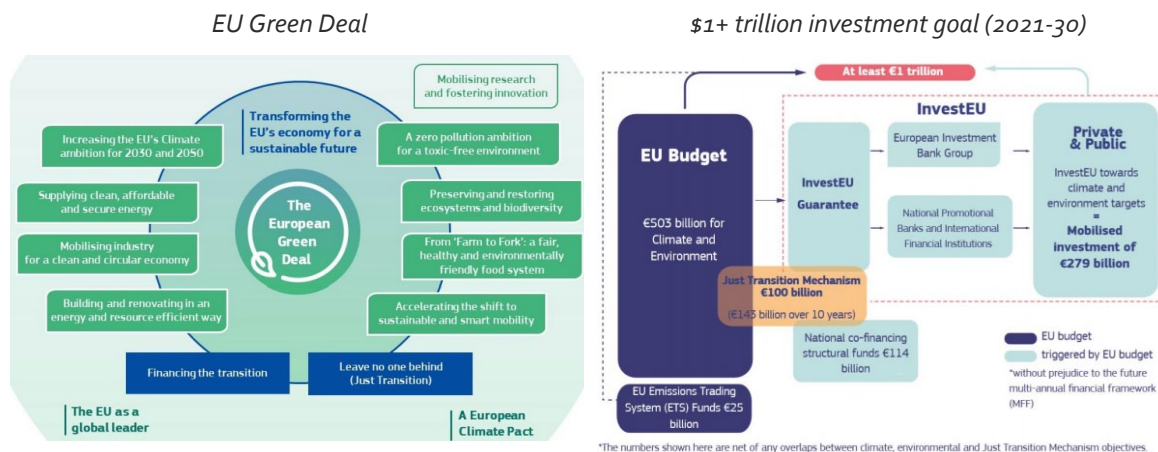 EU Green Deal
Mobilising research
and fostering innovation
Transforming the
EU's economy for a
sustainable future
Increasing the EU's Climate
ambition for 2030 and 2050
A zero pollution ambition
for a toxic-free environment
Supplying clean, affordable
and secure energy
Preserving and restoring
ecosystems and biodiversity
The
European
Green
Deal
Mobilising industry
for a clean and circular economy
From 'Farm to Fork': a fair,
healthy and environmentally
friendly food system
Building and renovating in an
energy and resource efficient way
Accelerating the shift to
sustainable and smart mobility
Financing the transition
Leave no one behind
(Just Transition)
The EU as a
global leader
A European
Climate Pact
$1+ trillion investment goal (2021-30)
At least €1 trillion
EU Budget
€503 billion for
Climate and
Environment
InvestEU
InvestEU
Guarantee
European Investment
Bank Group
National Promotional
Banks and International
Financial Institutions
Private
& Public
InvestEU towards
climate and
environment targets
=
Mobilised
investment of
€279 billion
Just Transition Mechanism
€100 billion
(€143 billion over 10 years)
National co-financing
structural funds €114
billion
EU Emissions Trading
System (ETS) Funds €25
billion
EU budget
triggered by EU budget
*without prejudice to the future
multi-annual financial framework
(MFF)
*The numbers shown here are net of any overlaps between climate, environmental and Just Transition Mechanism objectives.